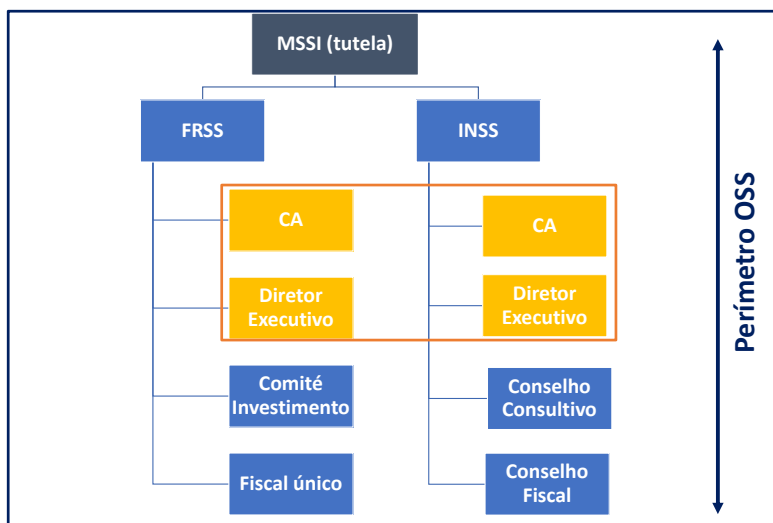 MSSI (tutela)
FRSS
INSS
CA
CA
Diretor
Executivo
Diretor
Executivo
Comité
Investimento
Conselho
Consultivo
Fiscal único
Conselho
Fiscal
Perímetro OSS